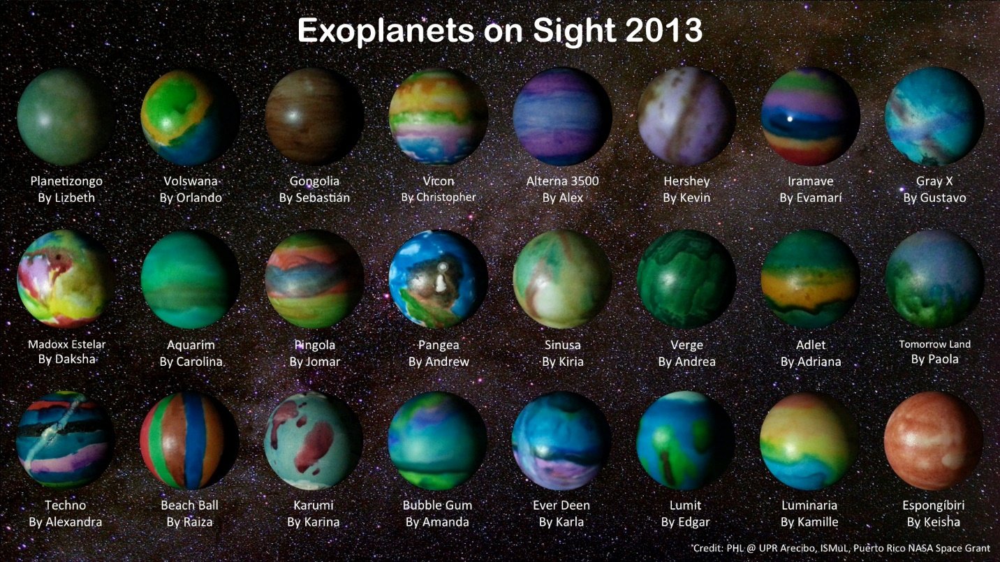 Exoplanets on Sight 2013
Planetizongo
By Lizbeth
Volswana
By Orlando
Gongolia
By Sebastián
Vicon
By Christopher
Alterna 3500
By Alex
Hershey
By Kevin
Iramave
By Evamarí
Gray X
By Gustavo
Madoxx Estelar
By Daksha
Aquarim
By Carolina
Pingola
By Jomar
Pangea
By Andrew
Sinusa
By Kiria
Verge
By Andrea
Adlet
By Adriana
Tomorrow Land
By Paola
Techno
By Alexandra
Beach Ball
By Raiza
Karumi
By Karina
Bubble Gum
By Amanda
Ever Deen
By Karla
Lumit
By Edgar
Luminaria
By Kamille
Espongíbiri
By Keisha
*Credit: PHL @ UPR Arecibo, ISMuL, Puerto Rico NASA Space Grant